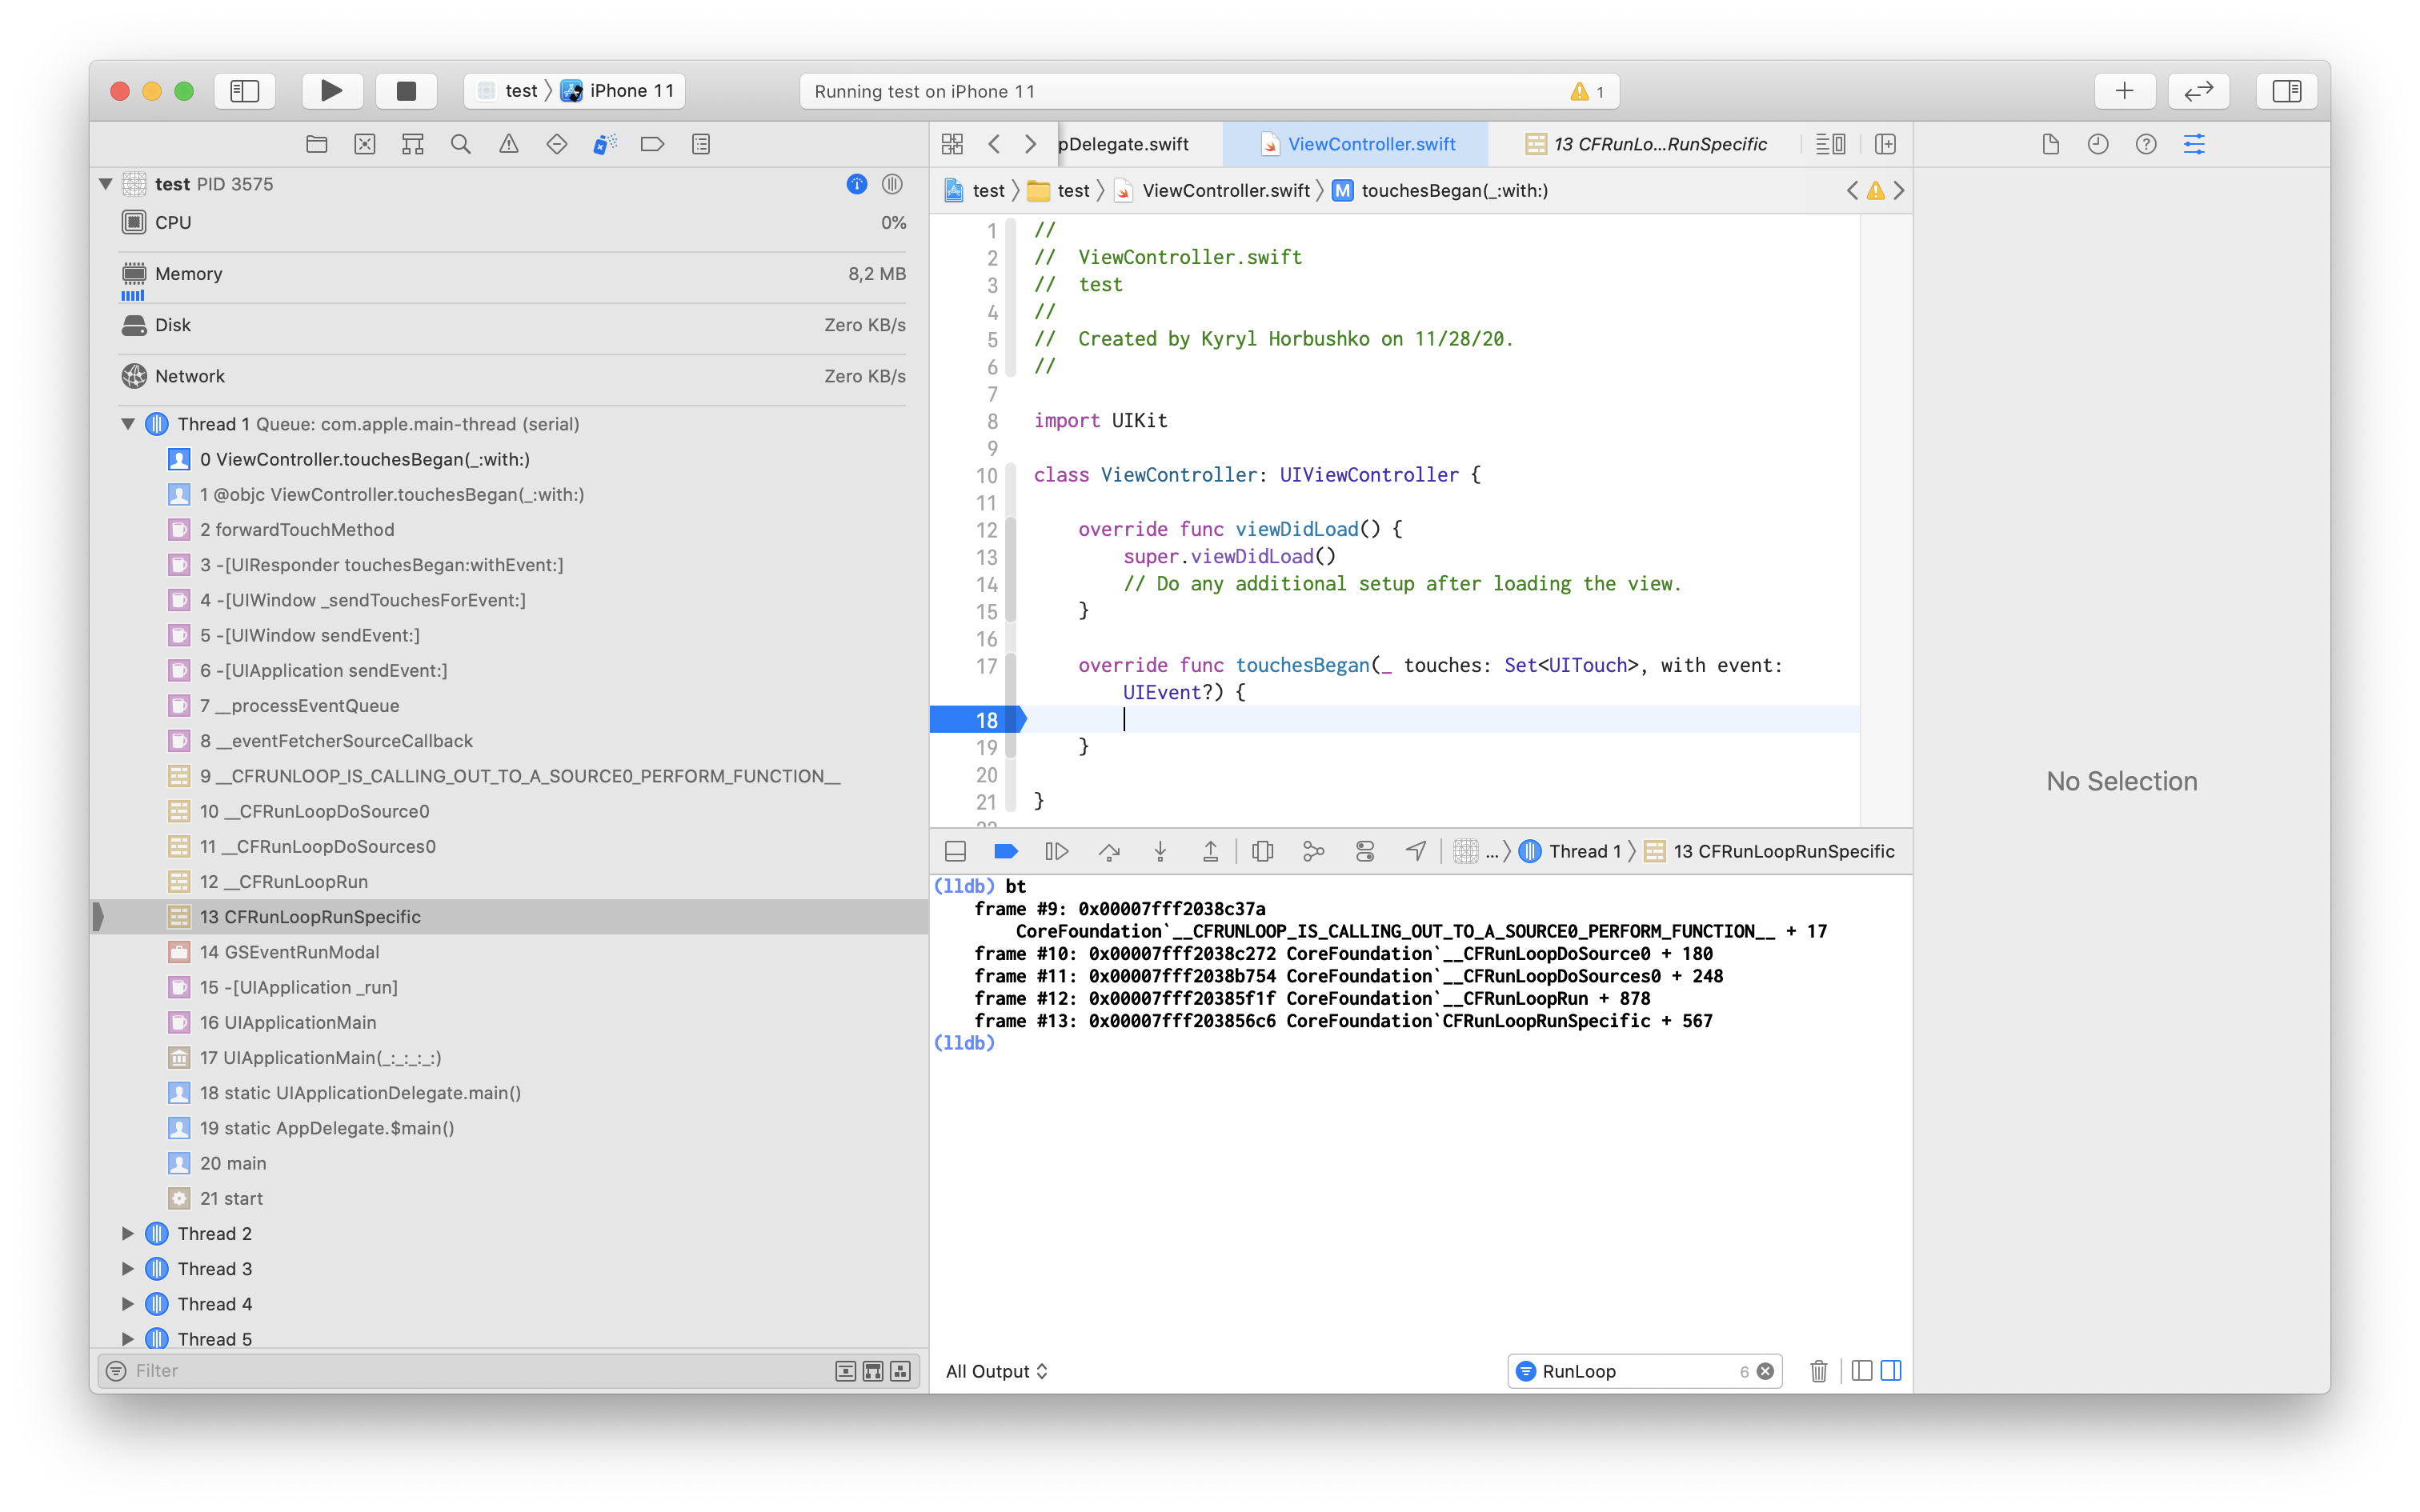 test 〉 iPhone 11
Running test on iPhone 11
1
test PID 3575
CPU
0%
Memory
8,2 MB
Disk
Zero KB/s
Network
Zero KB/s
Thread 1 Queue: com.apple.main-thread (serial)
0 ViewController.touchesBegan(_:with:)
1 @objc ViewController.touchesBegan(_:with:)
2 forwardTouchMethod
3 -[UIResponder touchesBegan:withEvent:]
4 -[UIWindow _sendTouchesForEvent:]
5 -[UIWindow sendEvent:]
6 -[UIApplication sendEvent:]
7 __processEventQueue
8 __eventFetcherSourceCallback
9 __CFRUNLOOP_IS_CALLING_OUT_TO_A_SOURCE0_PERFORM_FUNCTION__
10 __CFRunLoopDoSource0
11 __CFRunLoopDoSources0
12 __CFRunLoopRun
13 CFRunLoopRunSpecific
14 GSEventRunModal
15 -[UIApplication _run]
16 UIApplicationMain
17 UIApplicationMain(_:_:_:_:)
18 static UIApplicationDelegate.main()
19 static AppDelegate.$main()
20 main
21 start
Thread 2
Thread 3
Thread 4
Thread 5
Filter
pDelegate.swift
ViewController.swift
13 CFRunLo...RunSpecific
test 〉 test 〉 ViewController.swift 〉 M touchesBegan(_:with:)
1 //
2 //  ViewController.swift
3 //  test
4 //
5 //  Created by Kyryl Horbushko on 11/28/20.
6 //
7
8 import UIKit
9
10 class ViewController: UIViewController {
11
12     override func viewDidLoad() {
13         super.viewDidLoad()
14         // Do any additional setup after loading the view.
15     }
16
17     override func touchesBegan(_ touches: Set<UITouch>, with event:
UIEvent?) {
18
19     }
20
21 }
22
... 〉 Thread 1 〉 13 CFRunLoopRunSpecific
(lldb) bt
frame #9: 0x00007fff2038c37a
CoreFoundation`__CFRUNLOOP_IS_CALLING_OUT_TO_A_SOURCE0_PERFORM_FUNCTION__ + 17
frame #10: 0x00007fff2038c272 CoreFoundation`__CFRunLoopDoSource0 + 180
frame #11: 0x00007fff2038b754 CoreFoundation`__CFRunLoopDoSources0 + 248
frame #12: 0x00007fff20385f1f CoreFoundation`__CFRunLoopRun + 878
frame #13: 0x00007fff203856c6 CoreFoundation`CFRunLoopRunSpecific + 567
(lldb)
All Output
RunLoop
6
No Selection